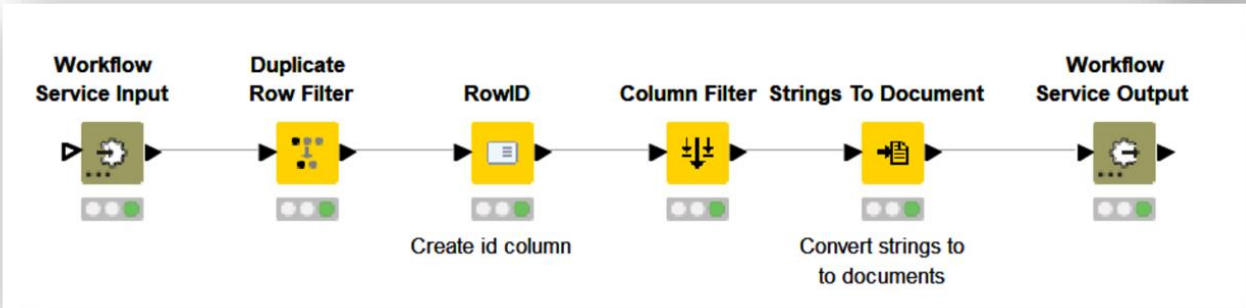 Workflow
Service Input
Duplicate
Row Filter
RowID
Column Filter
Strings To Document
Workflow
Service Output
Create id column
Convert strings to
to documents